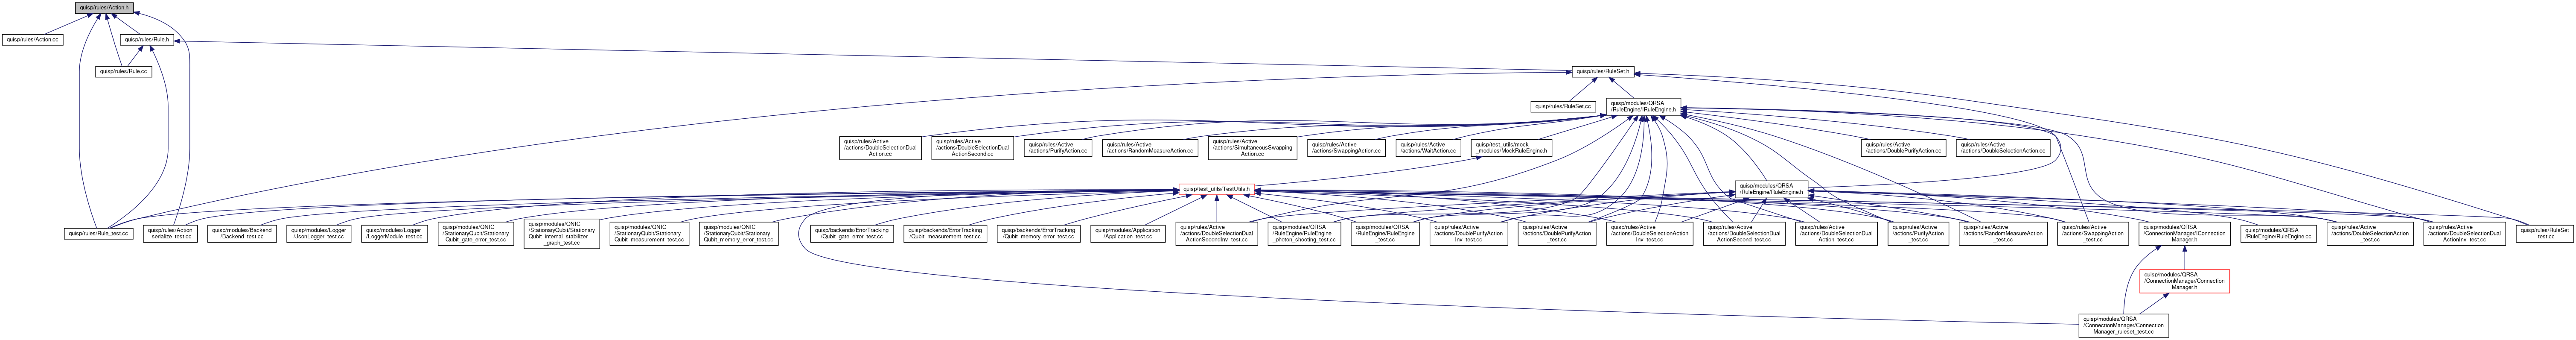 quisp/rules/Action.h
quisp/rules/Action.cc
quisp/rules/Rule.h
quisp/rules/Rule.cc
quisp/rules/RuleSet.h
quisp/rules/RuleSet.cc
quisp/modules/QRSA
/RuleEngine/IRuleEngine.h
quisp/rules/Active
/actions/DoubleSelectionDual
Action.cc
quisp/rules/Active
/actions/DoubleSelectionDual
ActionSecond.cc
quisp/rules/Active
/actions/PurifyAction.cc
quisp/rules/Active
/actions/RandomMeasureAction.cc
quisp/rules/Active
/actions/SimultaneousSwapping
Action.cc
quisp/rules/Active
/actions/SwappingAction.cc
quisp/rules/Active
/actions/WaitAction.cc
quisp/test_utils/mock
_modules/MockRuleEngine.h
quisp/rules/Active
/actions/DoublePurifyAction.cc
quisp/rules/Active
/actions/DoubleSelectionAction.cc
quisp/test_utils/TestUtils.h
quisp/modules/QRSA
/RuleEngine/RuleEngine.h
quisp/rules/Rule_test.cc
quisp/rules/Action
_serialize_test.cc
quisp/modules/Backend
/Backend_test.cc
quisp/modules/Logger
/JsonLogger_test.cc
quisp/modules/Logger
/LoggerModule_test.cc
quisp/modules/QNIC
/StationaryQubit/Stationary
Qubit_gate_error_test.cc
quisp/modules/QNIC
/StationaryQubit/Stationary
Qubit_internal_stabilizer
_graph_test.cc
quisp/modules/QNIC
/StationaryQubit/Stationary
Qubit_measurement_test.cc
quisp/modules/QNIC
/StationaryQubit/Stationary
Qubit_memory_error_test.cc
quisp/backends/ErrorTracking
/Qubit_gate_error_test.cc
quisp/backends/ErrorTracking
/Qubit_measurement_test.cc
quisp/backends/ErrorTracking
/Qubit_memory_error_test.cc
quisp/modules/Application
/Application_test.cc
quisp/rules/Active
/actions/DoubleSelectionDual
ActionSecondInv_test.cc
quisp/modules/QRSA
/RuleEngine/RuleEngine
_photon_shooting_test.cc
quisp/modules/QRSA
/RuleEngine/RuleEngine
_test.cc
quisp/rules/Active
/actions/DoublePurifyAction
Inv_test.cc
quisp/rules/Active
/actions/DoublePurifyAction
_test.cc
quisp/rules/Active
/actions/DoubleSelectionAction
Inv_test.cc
quisp/rules/Active
/actions/DoubleSelectionDual
ActionSecond_test.cc
quisp/rules/Active
/actions/DoubleSelectionDual
Action_test.cc
quisp/rules/Active
/actions/PurifyAction
_test.cc
quisp/rules/Active
/actions/RandomMeasureAction
_test.cc
quisp/rules/Active
/actions/SwappingAction
_test.cc
quisp/modules/QRSA
/ConnectionManager/IConnection
Manager.h
quisp/modules/QRSA
/RuleEngine/RuleEngine.cc
quisp/rules/Active
/actions/DoubleSelectionAction
_test.cc
quisp/rules/Active
/actions/DoubleSelectionDual
ActionInv_test.cc
quisp/rules/RuleSet
_test.cc
quisp/modules/QRSA
/ConnectionManager/Connection
Manager.h
quisp/modules/QRSA
/ConnectionManager/Connection
Manager_ruleset_test.cc